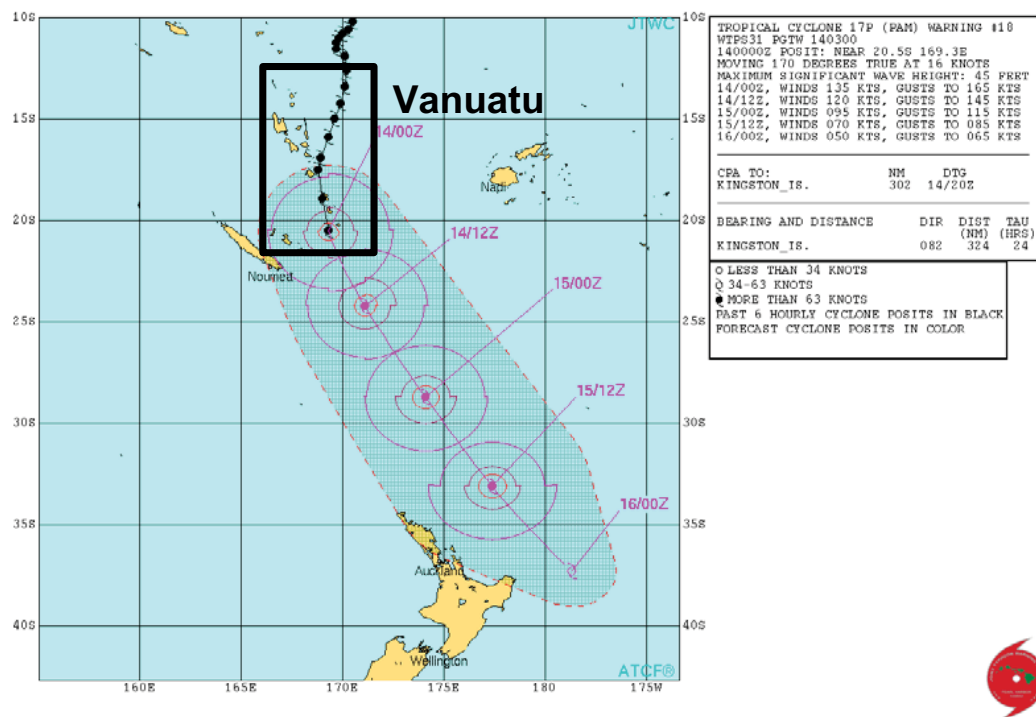 10S
JTWC
10S
Vanuatu
14/00Z
15S
15S
Nadi
20S
20S
14/12Z
Noumea
15/00Z
25S
25S
15/12Z
30S
30S
16/00Z
35S
35S
Auckland
40S
40S
Wellington
ATCF®
160E
165E
170E
175E
180
175W
TROPICAL CYCLONE 17P (PAM) WARNING #18
WTPS31 PGTW 140300
140000Z POSIT: NEAR 20.5S 169.3E
MOVING 170 DEGREES TRUE AT 16 KNOTS
MAXIMUM SIGNIFICANT WAVE HEIGHT: 45 FEET
14/00Z, WINDS 135 KTS, GUSTS TO 165 KTS
14/12Z, WINDS 120 KTS, GUSTS TO 145 KTS
15/00Z, WINDS 095 KTS, GUSTS TO 115 KTS
15/12Z, WINDS 070 KTS, GUSTS TO 085 KTS
16/00Z, WINDS 050 KTS, GUSTS TO 065 KTS
CPA TO: NM DTG
KINGSTON_IS. 302 14/20Z
BEARING AND DISTANCE DIR DIST TAU
(NM) (HRS)
KINGSTON_IS. 082 324 24
LESS THAN 34 KNOTS
34-63 KNOTS
MORE THAN 63 KNOTS
PAST 6 HOURLY CYCLONE POSITS IN BLACK
FORECAST CYCLONE POSITS IN COLOR